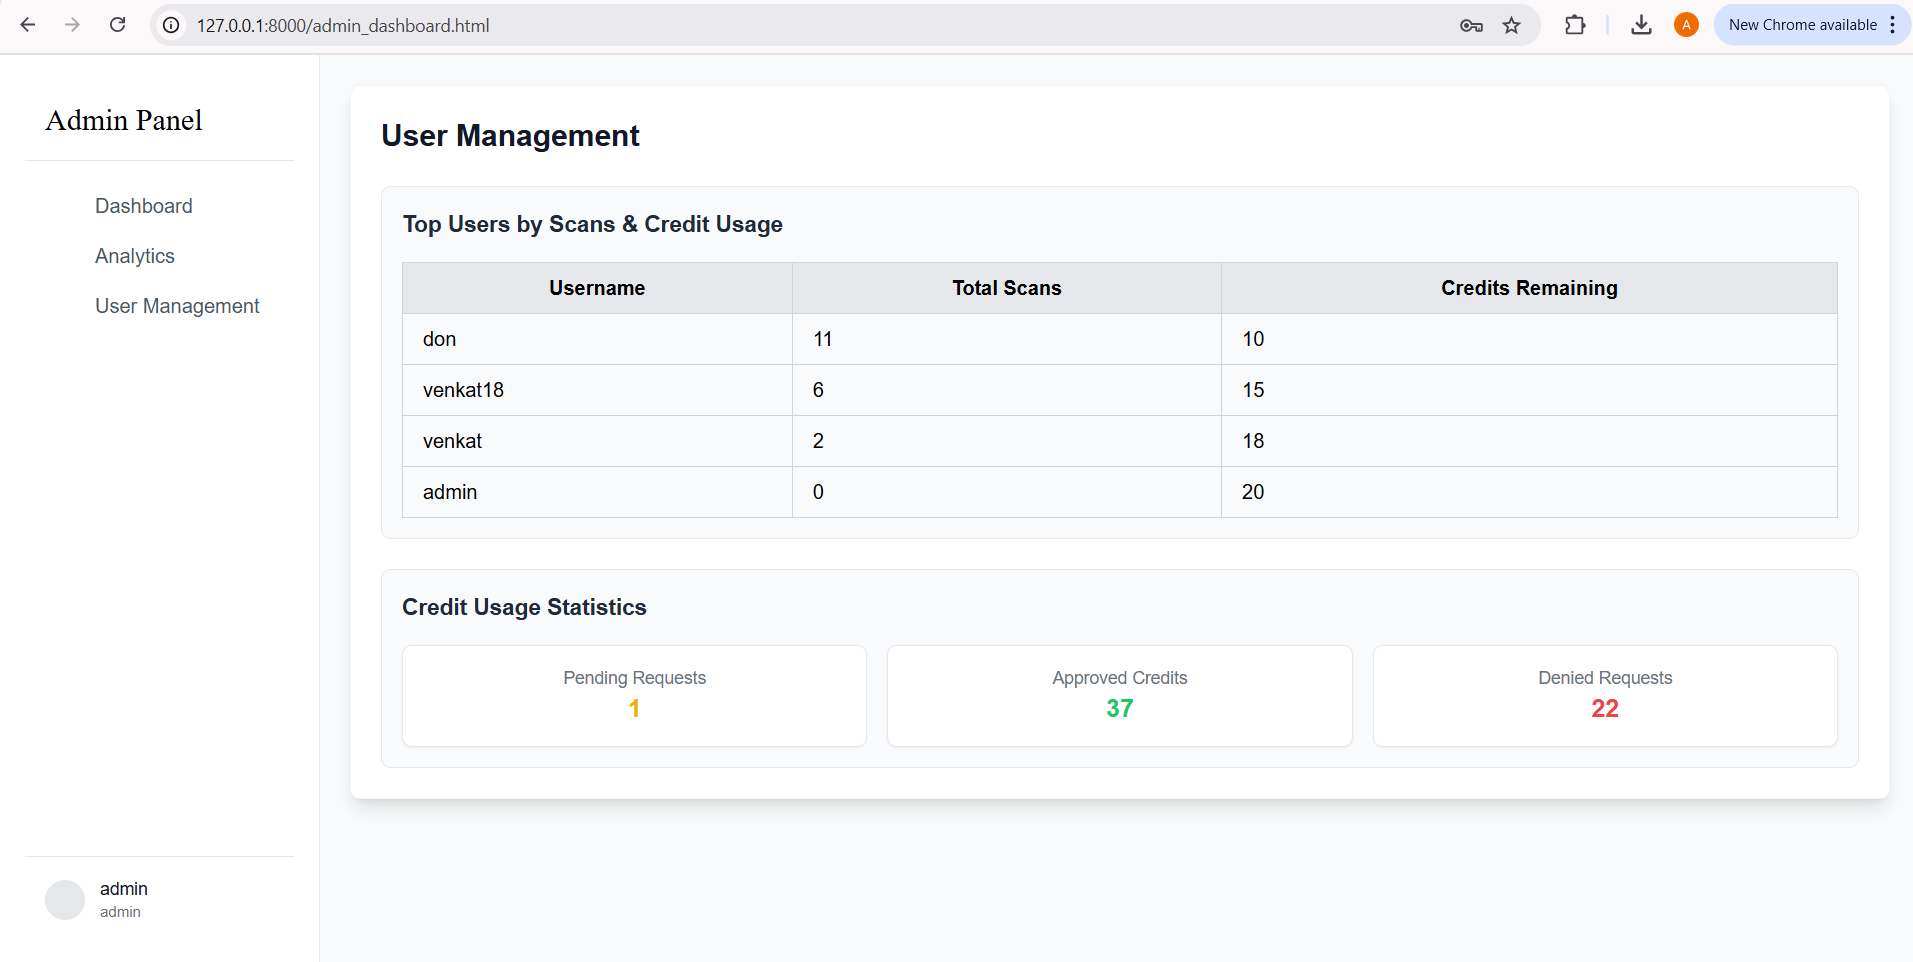 127.0.0.1:8000/admin_dashboard.html
A
New Chrome available
Admin Panel
Dashboard
Analytics
User Management
admin
admin
User Management
Top Users by Scans & Credit Usage
Username Total Scans Credits Remaining
don 11 10
venkat18 6 15
venkat 2 18
admin 0 20
Credit Usage Statistics
Pending Requests
1
Approved Credits
37
Denied Requests
22